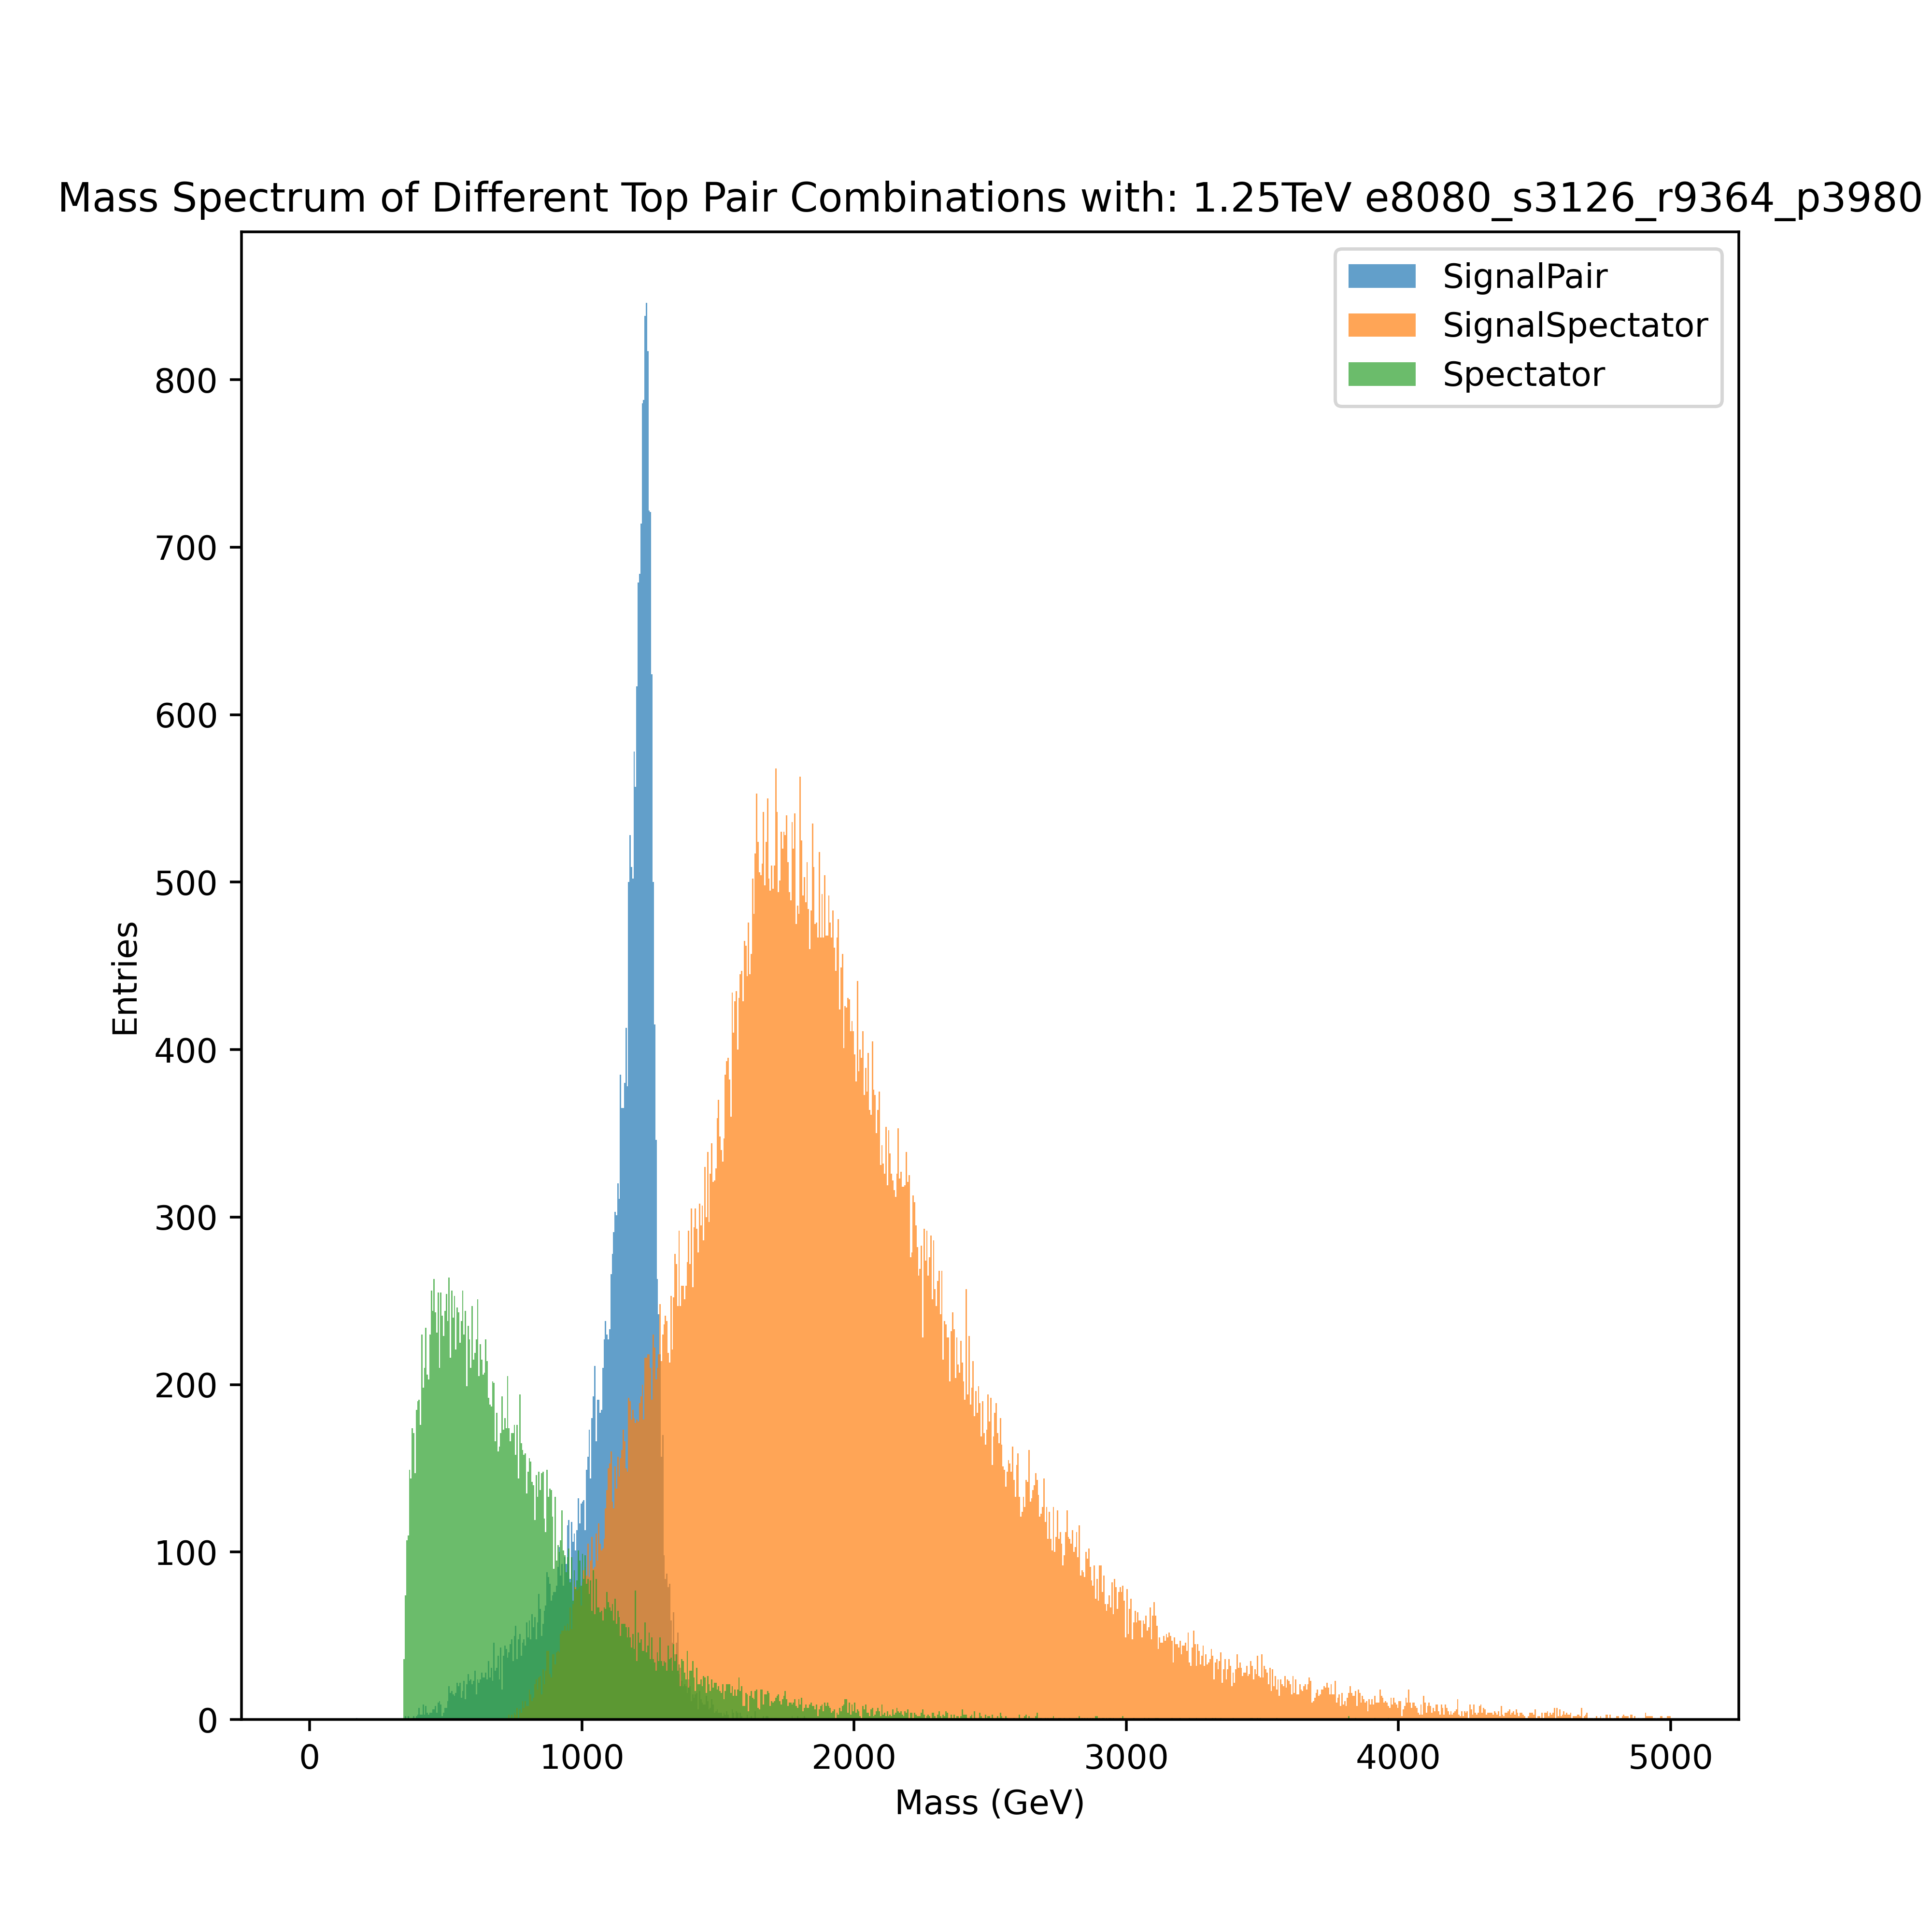 Mass Spectrum of Different Top Pair Combinations with: 1.25TeV e8080_s3126_r9364_p3980
SignalPair
SignalSpectator
Spectator
800
700
600
500
400
300
200
100
0
Entries
0 1000 2000 3000 4000 5000
Mass (GeV)